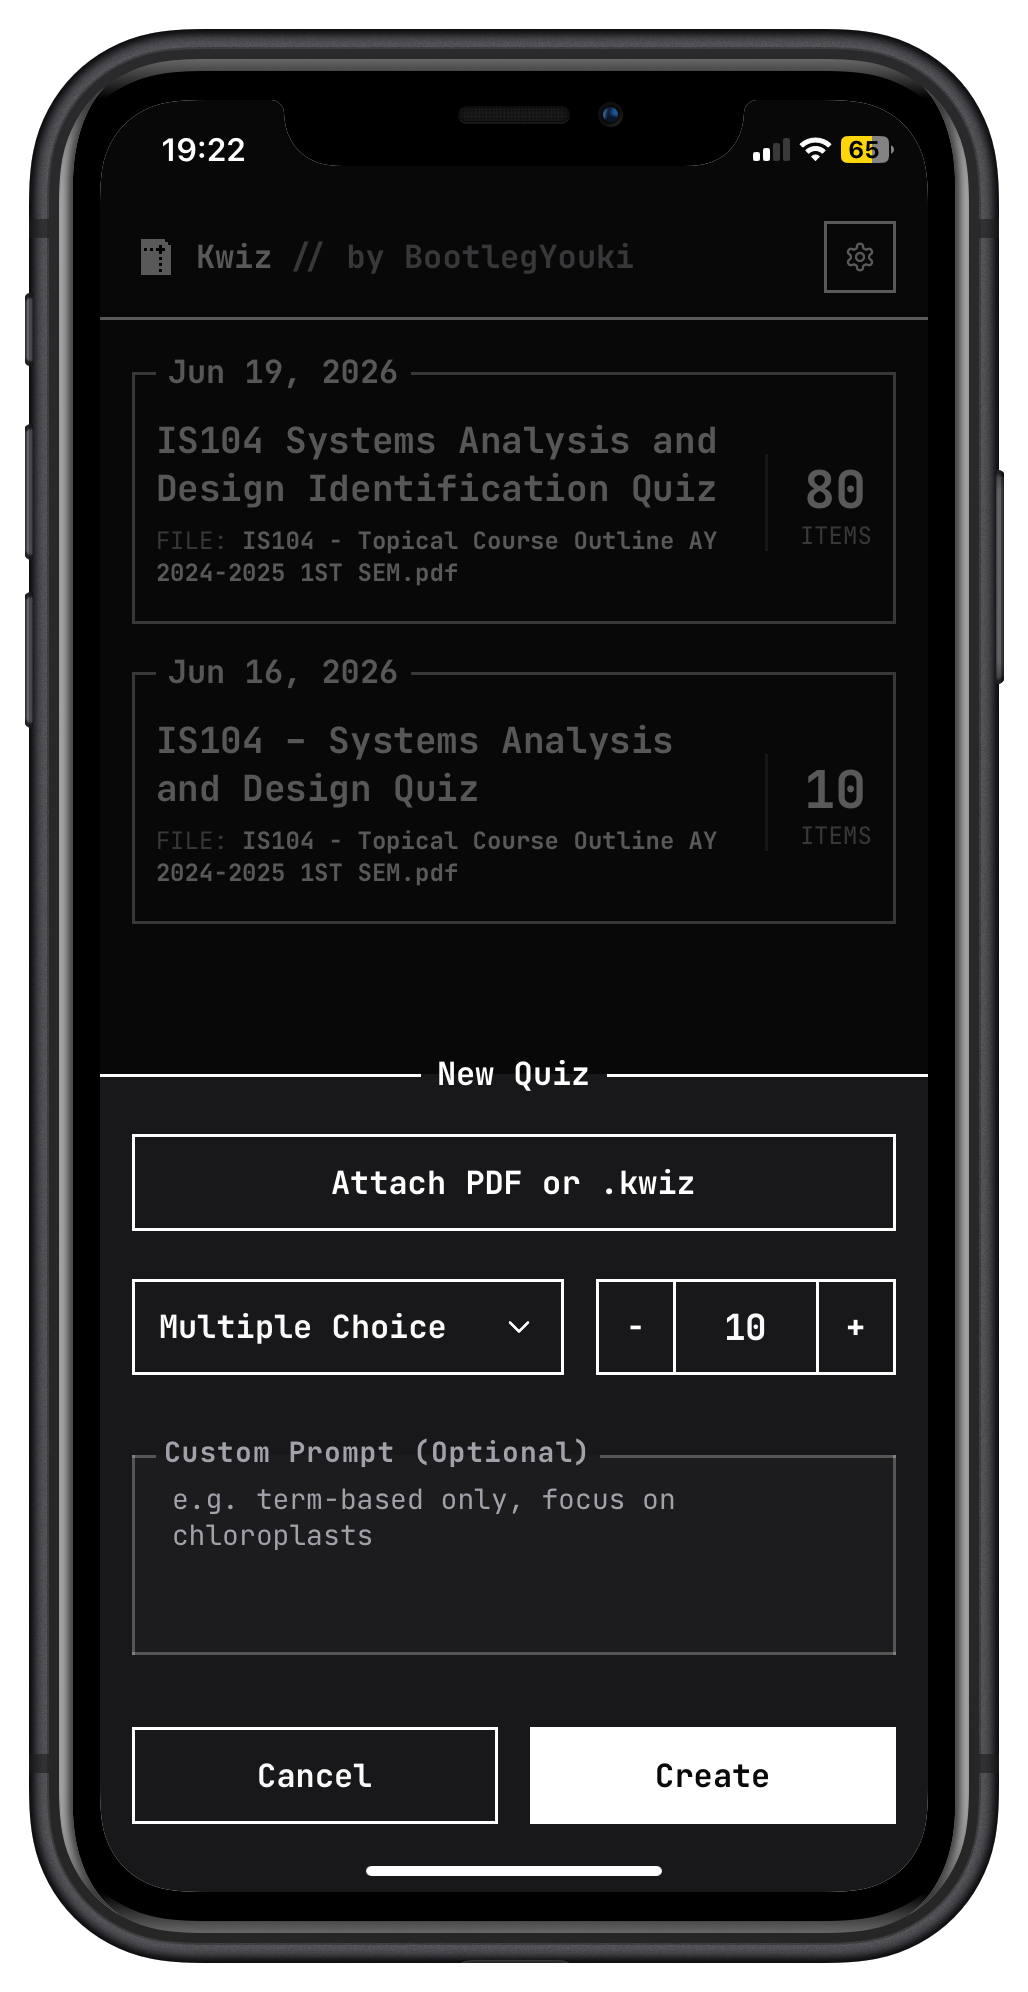 19:22
65
Kwiz // by BootlegYouki
Jun 19, 2026
IS104 Systems Analysis and
Design Identification Quiz
FILE: IS104 - Topical Course Outline AY
2024-2025 1ST SEM.pdf
80
ITEMS
Jun 16, 2026
IS104 – Systems Analysis
and Design Quiz
FILE: IS104 - Topical Course Outline AY
2024-2025 1ST SEM.pdf
10
ITEMS
New Quiz
Attach PDF or .kwiz
Multiple Choice
- 10 +
Custom Prompt (Optional)
e.g. term-based only, focus on
chloroplasts
Cancel
Create